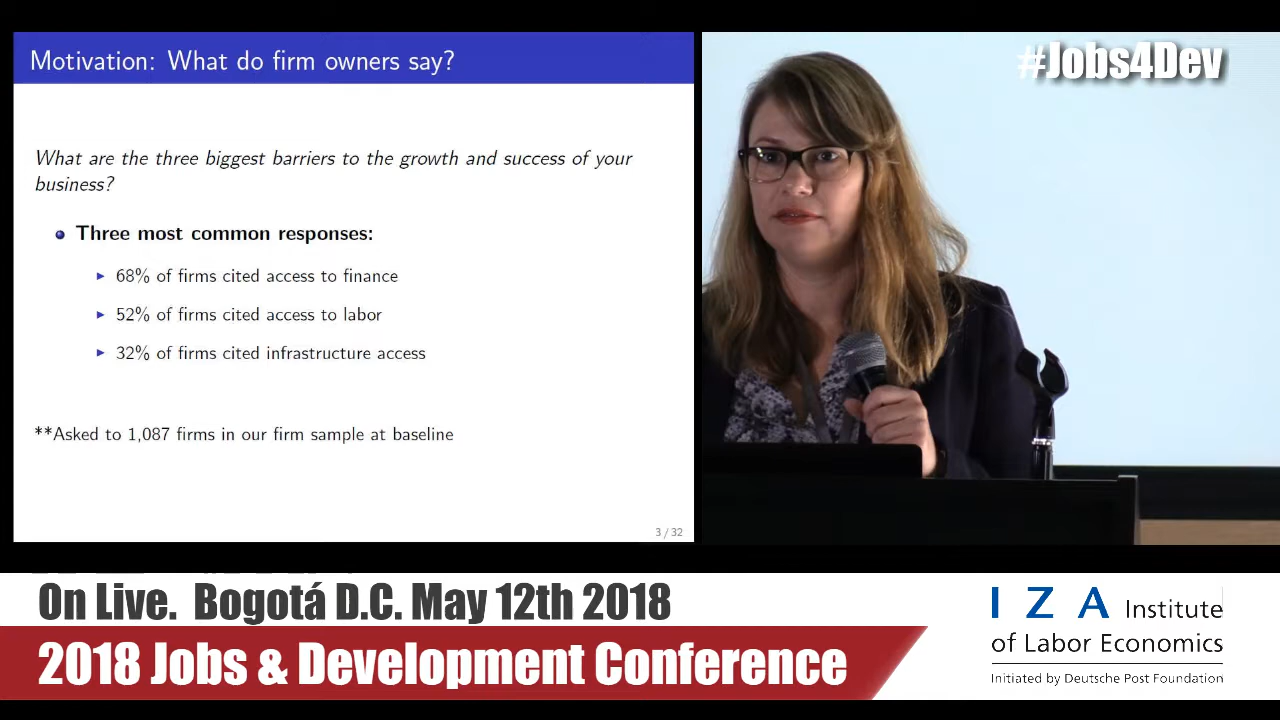 Motivation: What do firm owners say?
What are the three biggest barriers to the growth and success of your
business?
Three most common responses:
68% of firms cited access to finance
52% of firms cited access to labor
32% of firms cited infrastructure access
**Asked to 1,087 firms in our firm sample at baseline
3 / 32
#Jobs4Dev
On Live. Bogotá D.C. May 12th 2018
2018 Jobs & Development Conference
I Z A Institute
of Labor Economics
Initiated by Deutsche Post Foundation